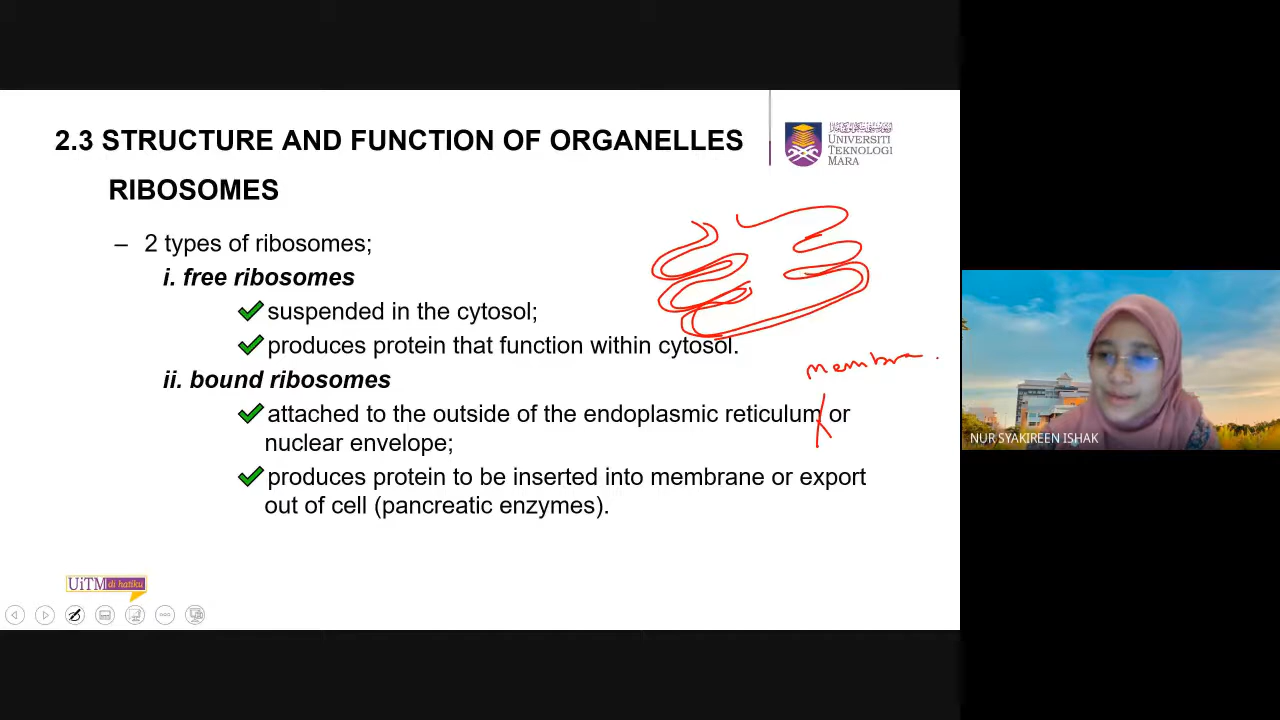 2.3 STRUCTURE AND FUNCTION OF ORGANELLES
RIBOSOMES
UNIVERSITI
TEKNOLOGI
MARA
– 2 types of ribosomes;
i. free ribosomes
suspended in the cytosol;
produces protein that function within cytosol.
membra
ii. bound ribosomes
attached to the outside of the endoplasmic reticulum or
nuclear envelope;
produces protein to be inserted into membrane or export
out of cell (pancreatic enzymes).
UiTM di hatiku
NUR SYAKIREEN ISHAK